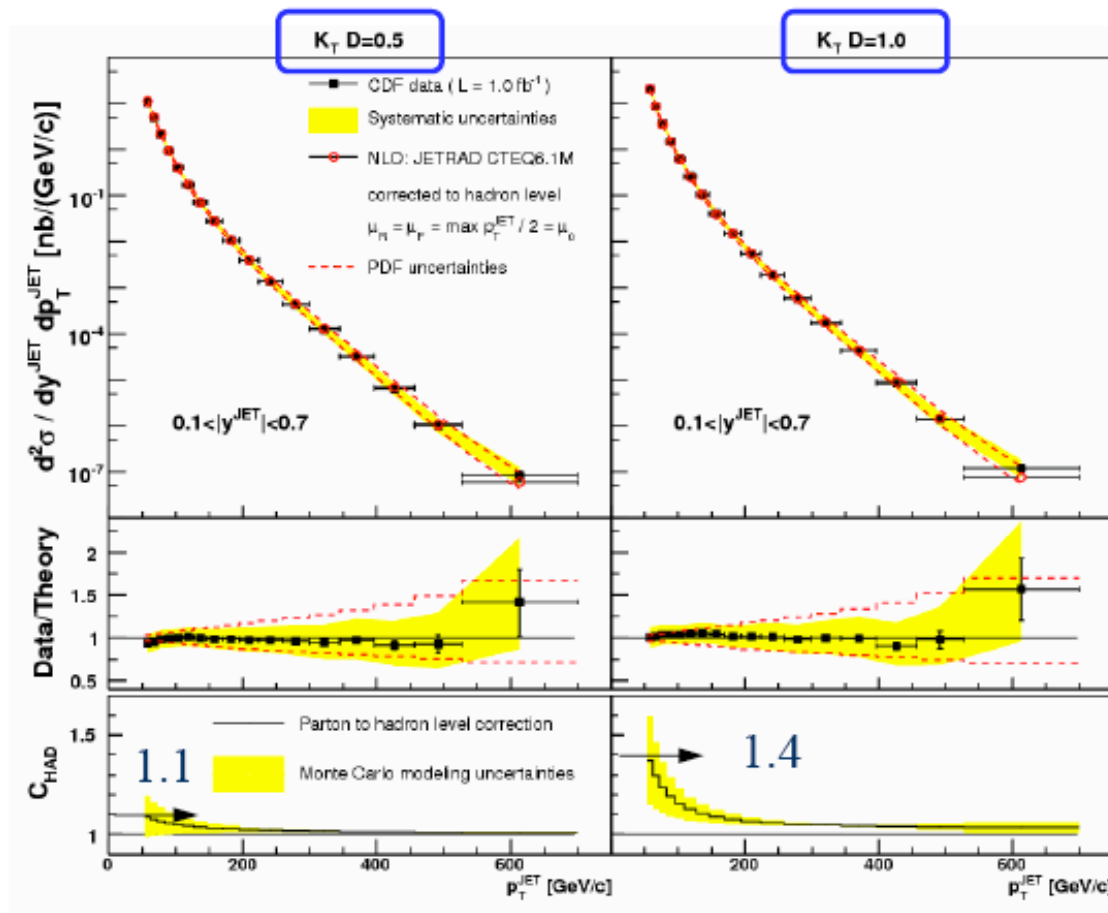 K_T D=0.5
K_T D=1.0
CDF data ( L = 1.0 fb⁻¹)
Systematic uncertainties
NLO: JETRAD CTEQ6.1M
corrected to hadron level
μ_R = μ_F = max p_T^JET / 2 = μ_0
PDF uncertainties
d²σ / dy^JET dp_T^JET [nb/(GeV/c)]
10⁻¹
10⁻⁴
10⁻⁷
0.1<|y^JET|<0.7
0.1<|y^JET|<0.7
Data/Theory
2
1.5
1
0.5
C_HAD
1.5
1
1.1
Parton to hadron level correction
Monte Carlo modeling uncertainties
1.4
0 200 400 600
200 400 600
p_T^JET [GeV/c]
p_T^JET [GeV/c]